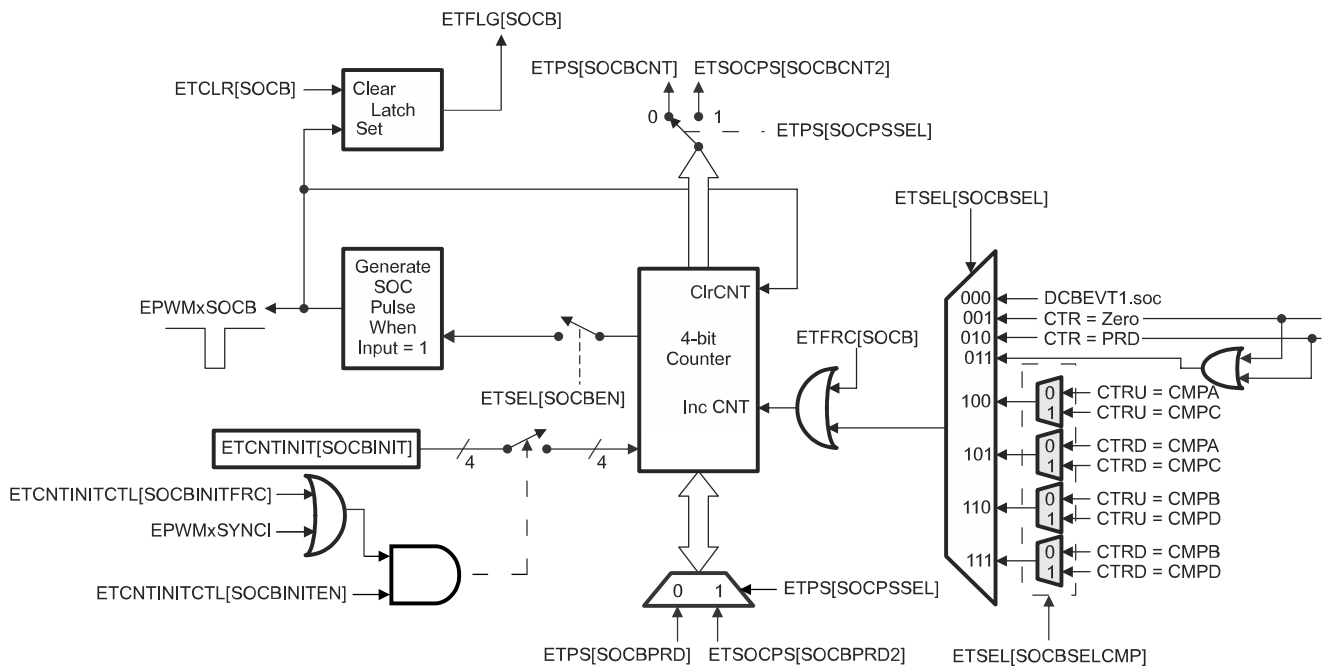 ETFLG[SOCB]
ETCLR[SOCB]
Clear
Latch
Set
ETPS[SOCBCNT]
ETSOCPS[SOCBCNT2]
0
1
ETPS[SOCPSSEL]
ETSEL[SOCBSEL]
EPWMxSOCB
Generate
SOC
Pulse
When
Input = 1
ETSEL[SOCBEN]
ClrCNT
4-bit
Counter
Inc CNT
ETFRC[SOCB]
000
001
010
011
100
101
110
111
DCBEVT1.soc
CTR = Zero
CTR = PRD
0
1
CTRU = CMPA
CTRU = CMPC
0
1
CTRD = CMPA
CTRD = CMPC
0
1
CTRU = CMPB
CTRU = CMPD
0
1
CTRD = CMPB
CTRD = CMPD
ETSEL[SOCBSELCMP]
ETCNTINIT[SOCBINIT]
4
4
ETCNTINITCTL[SOCBINITFRC]
EPWMxSYNCI
ETCNTINITCTL[SOCBINITEN]
0 1
ETPS[SOCPSSEL]
ETPS[SOCBPRD]
ETSOCPS[SOCBPRD2]